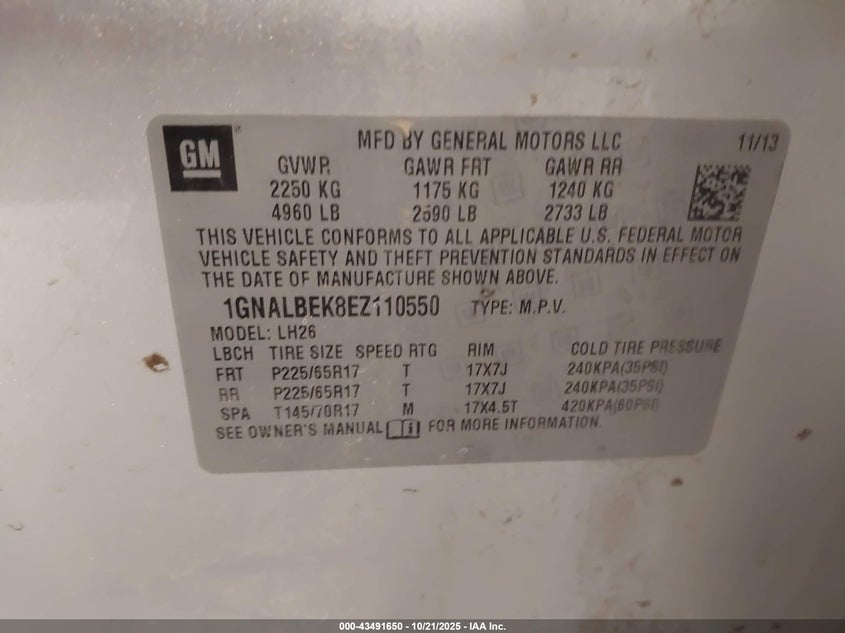 GM
MFD BY GENERAL MOTORS LLC 11/13
GVWR GAWR FRT GAWR RR
2250 KG 1175 KG 1240 KG
4960 LB 2590 LB 2733 LB
THIS VEHICLE CONFORMS TO ALL APPLICABLE U.S. FEDERAL MOTOR
VEHICLE SAFETY AND THEFT PREVENTION STANDARDS IN EFFECT ON
THE DATE OF MANUFACTURE SHOWN ABOVE.
1GNALBEK8EZ110550 TYPE: M.P.V.
MODEL: LH26
LBCH TIRE SIZE SPEED RTG RIM COLD TIRE PRESSURE
FRT P225/65R17 T 17X7J 240KPA(35PSI)
RR P225/65R17 T 17X7J 240KPA(35PSI)
SPA T145/70R17 M 17X4.5T 420KPA(60PSI)
SEE OWNER'S MANUAL FOR MORE INFORMATION.
000-43491650 - 10/21/2025 - IAA Inc.